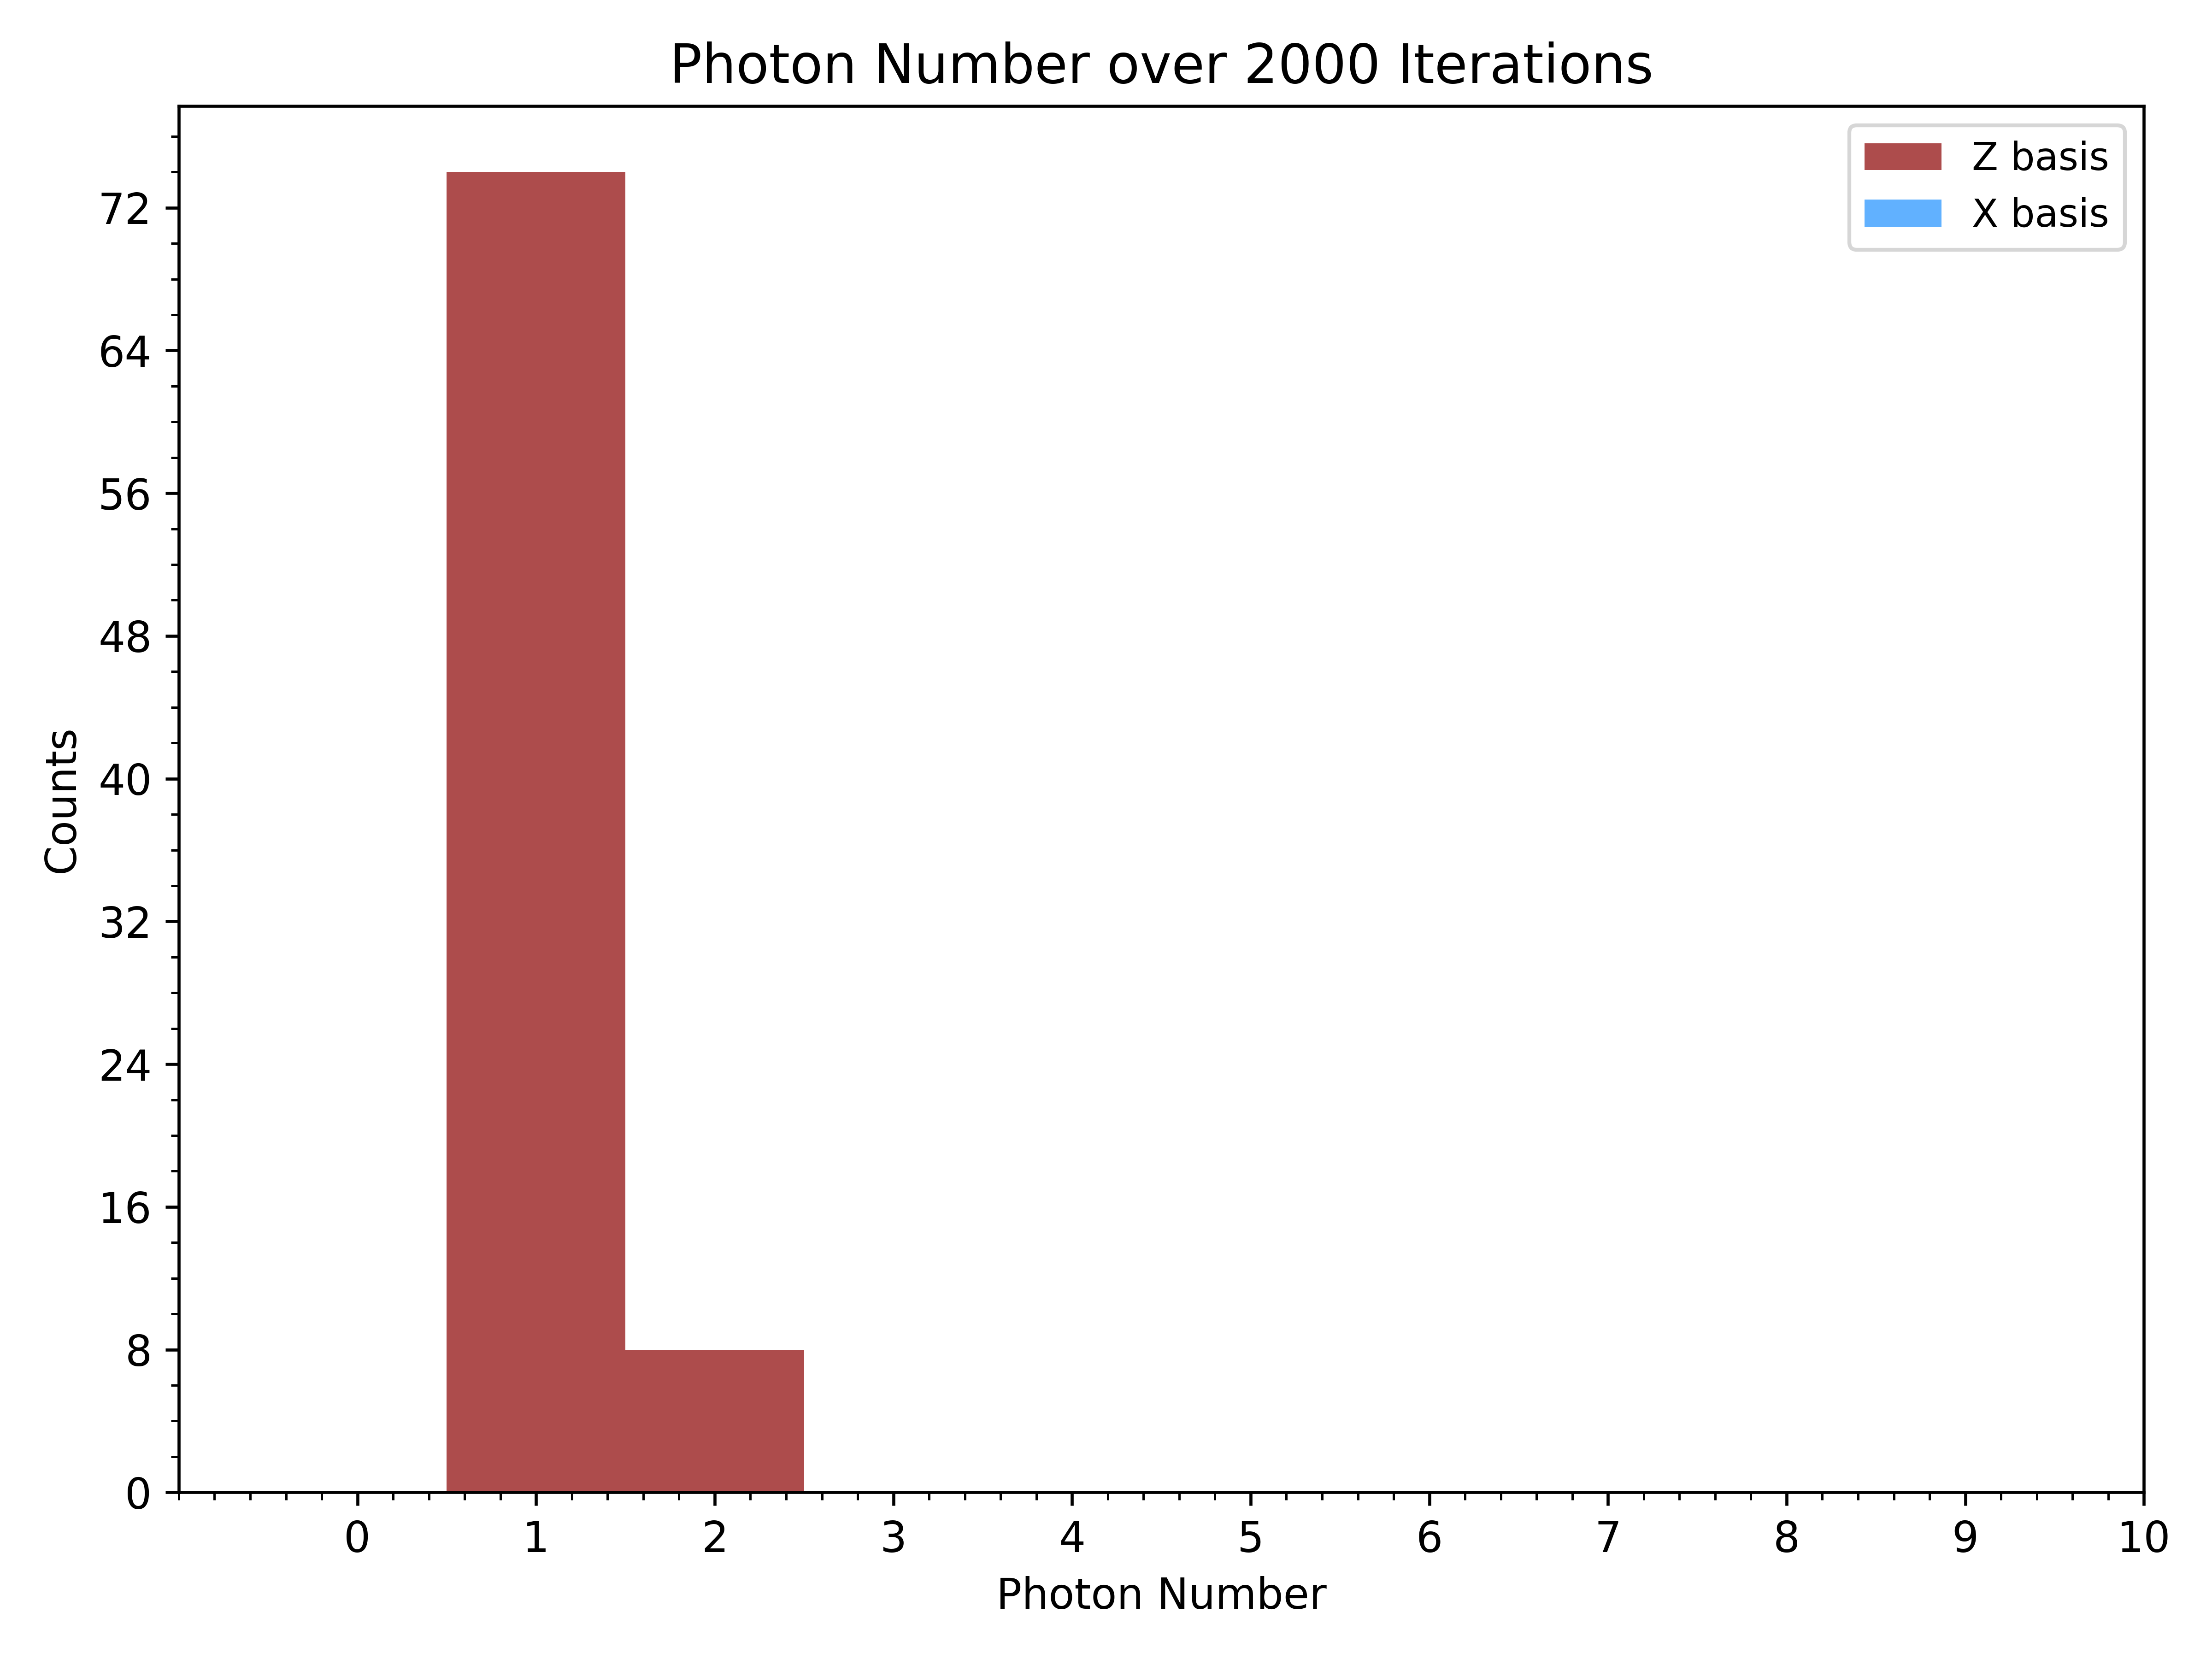 Photon Number over 2000 Iterations
Z basis
X basis
72
64
56
48
40
32
24
16
8
0
Counts
0 1 2 3 4 5 6 7 8 9 10
Photon Number